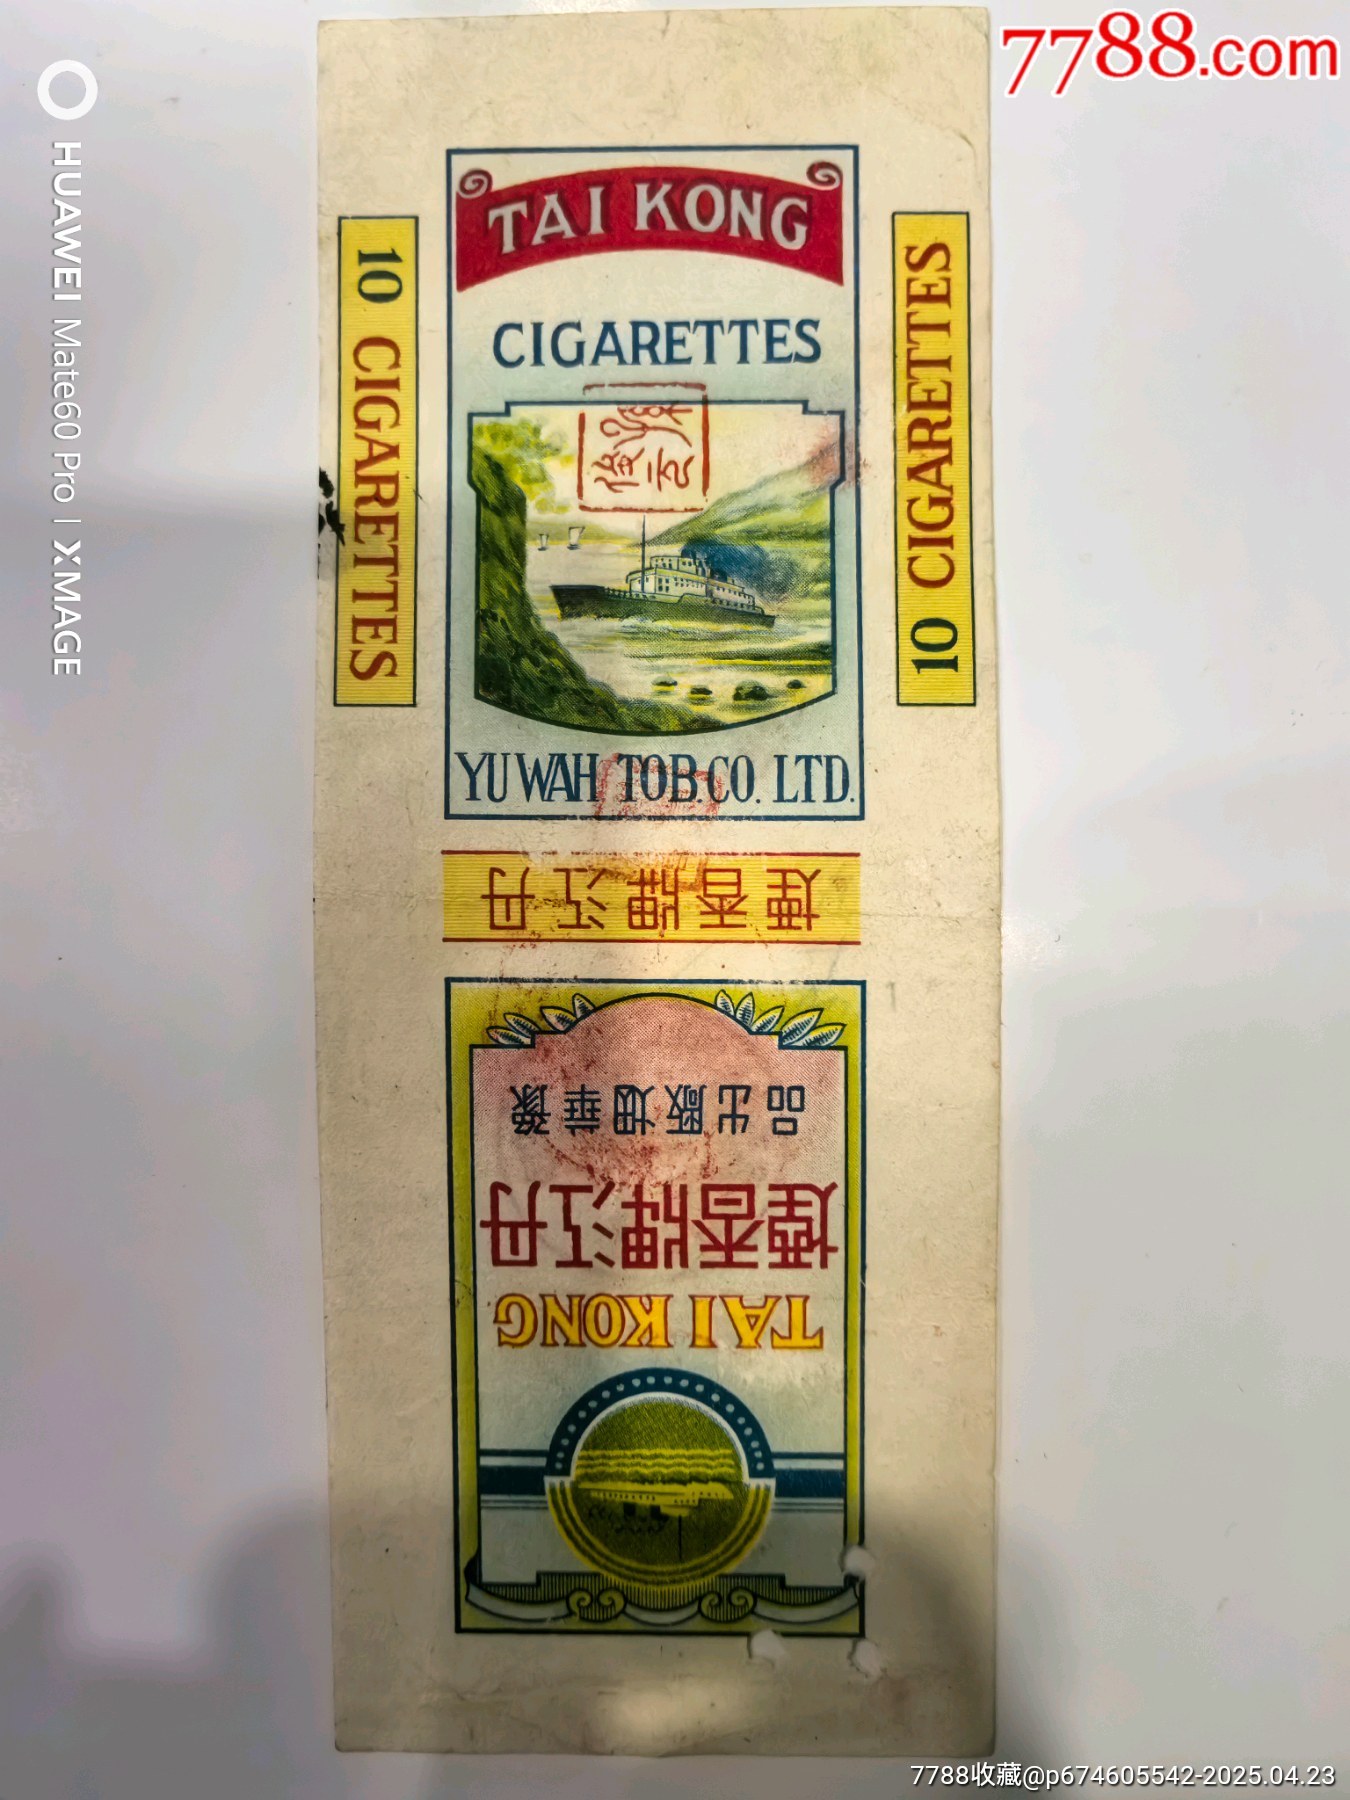 7788.com
HUAWEI Mate60 Pro | XMAGE
TAI KONG
CIGARETTES
10 CIGARETTES
10 CIGARETTES
YU WAH TOB. CO. LTD.
丹江牌香煙
豫華烟廠出品
丹江牌香煙
TAI KONG
7788收藏@p674605542-2025.04.23